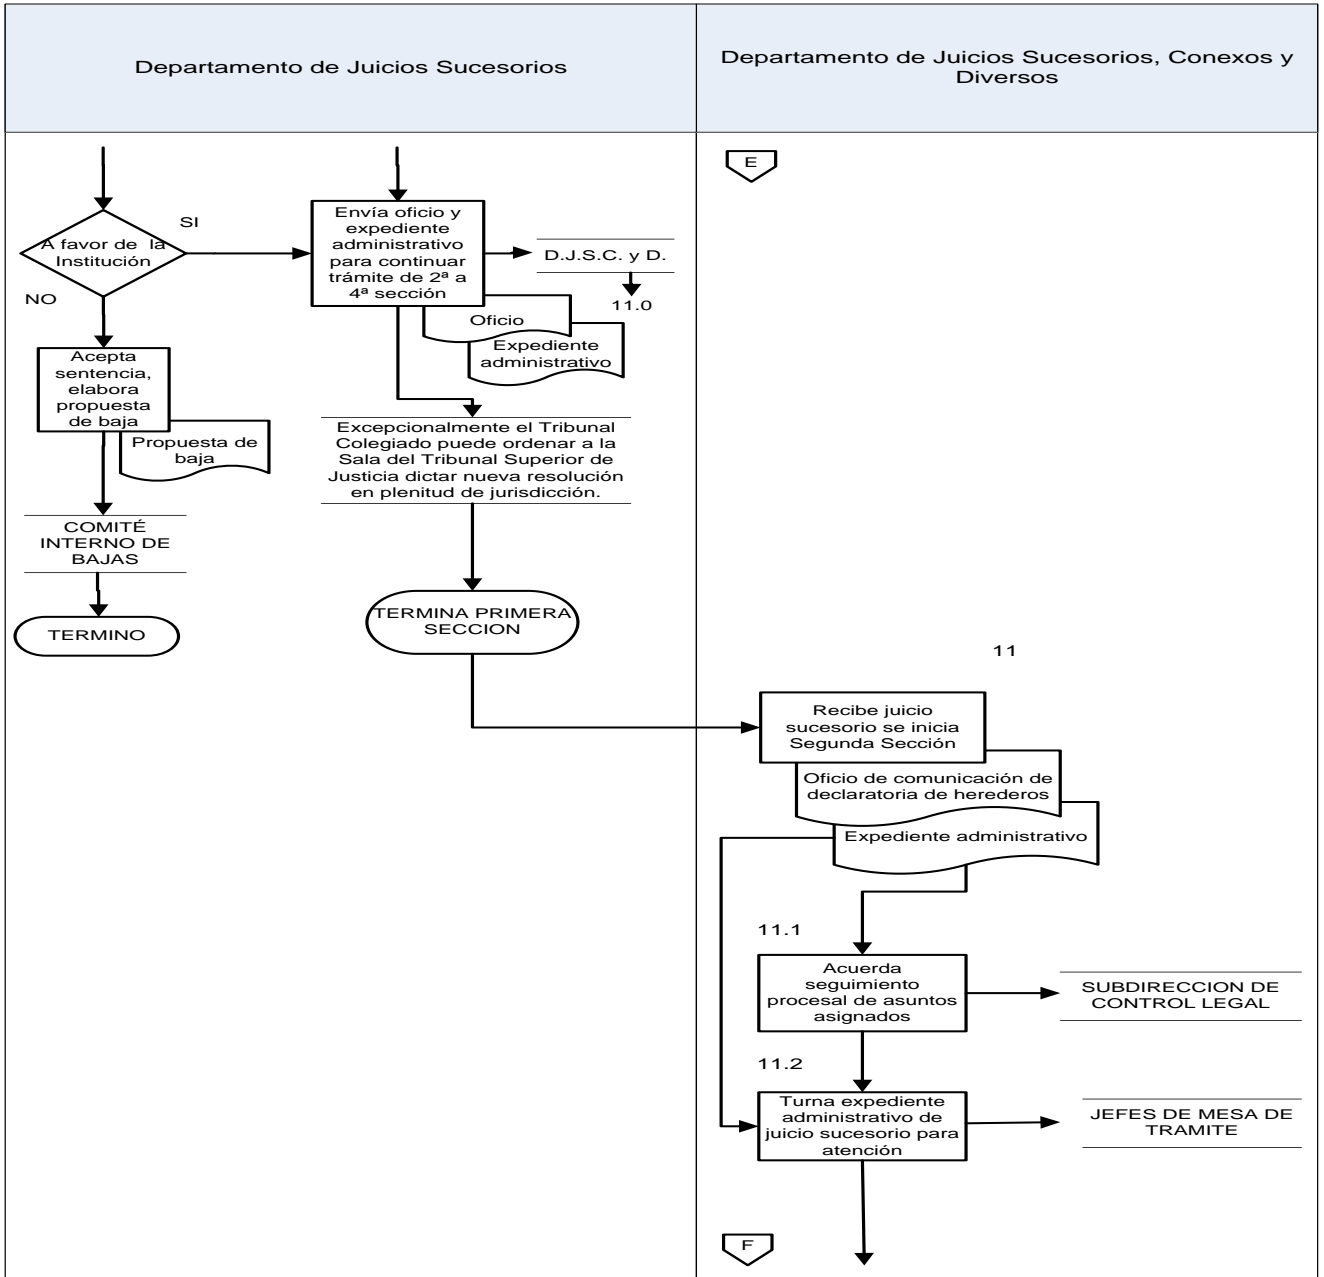 Departamento de Juicios Sucesorios
Departamento de Juicios Sucesorios, Conexos y
Diversos
SI
A favor de la
Institución
NO
Acepta
sentencia,
elabora
propuesta
de baja
Propuesta de
baja
COMITÉ
INTERNO DE
BAJAS
TERMINO
Envía oficio y
expediente
administrativo
para continuar
trámite de 2ª a
4ª sección
D.J.S.C. y D.
11.0
Oficio
Expediente
administrativo
Excepcionalmente el Tribunal
Colegiado puede ordenar a la
Sala del Tribunal Superior de
Justicia dictar nueva resolución
en plenitud de jurisdicción.
TERMINA PRIMERA
SECCION
E
11
Recibe juicio
sucesorio se inicia
Segunda Sección
Oficio de comunicación de
declaratoria de herederos
Expediente administrativo
11.1
Acuerda
seguimiento
procesal de asuntos
asignados
SUBDIRECCION DE
CONTROL LEGAL
11.2
Turna expediente
administrativo de
juicio sucesorio para
atención
JEFES DE MESA DE
TRAMITE
F